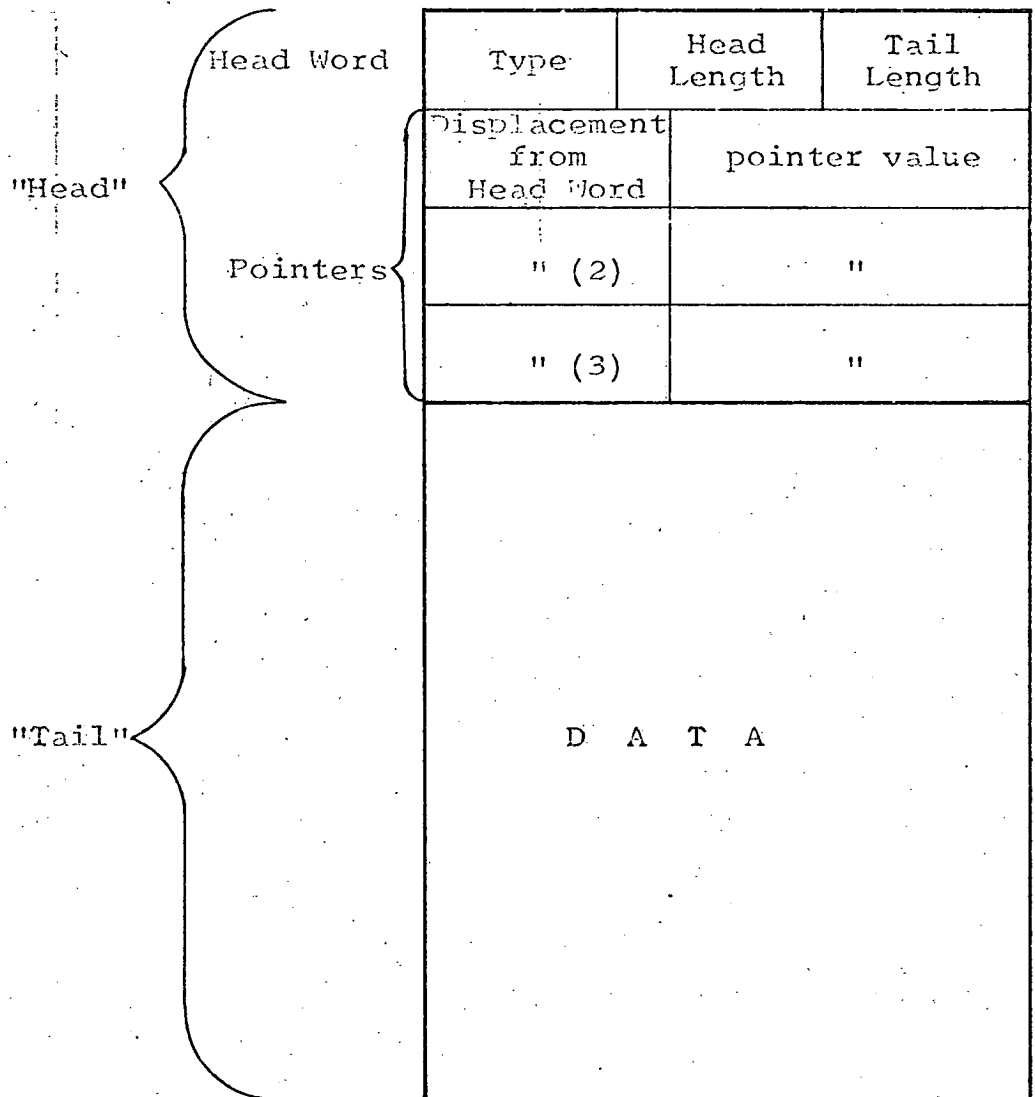 Head Word
Type
Head
Length
Tail
Length
"Head"
Pointers
Displacement
from
Head Word
pointer value
" (2)
"
" (3)
"
"Tail"
D A T A